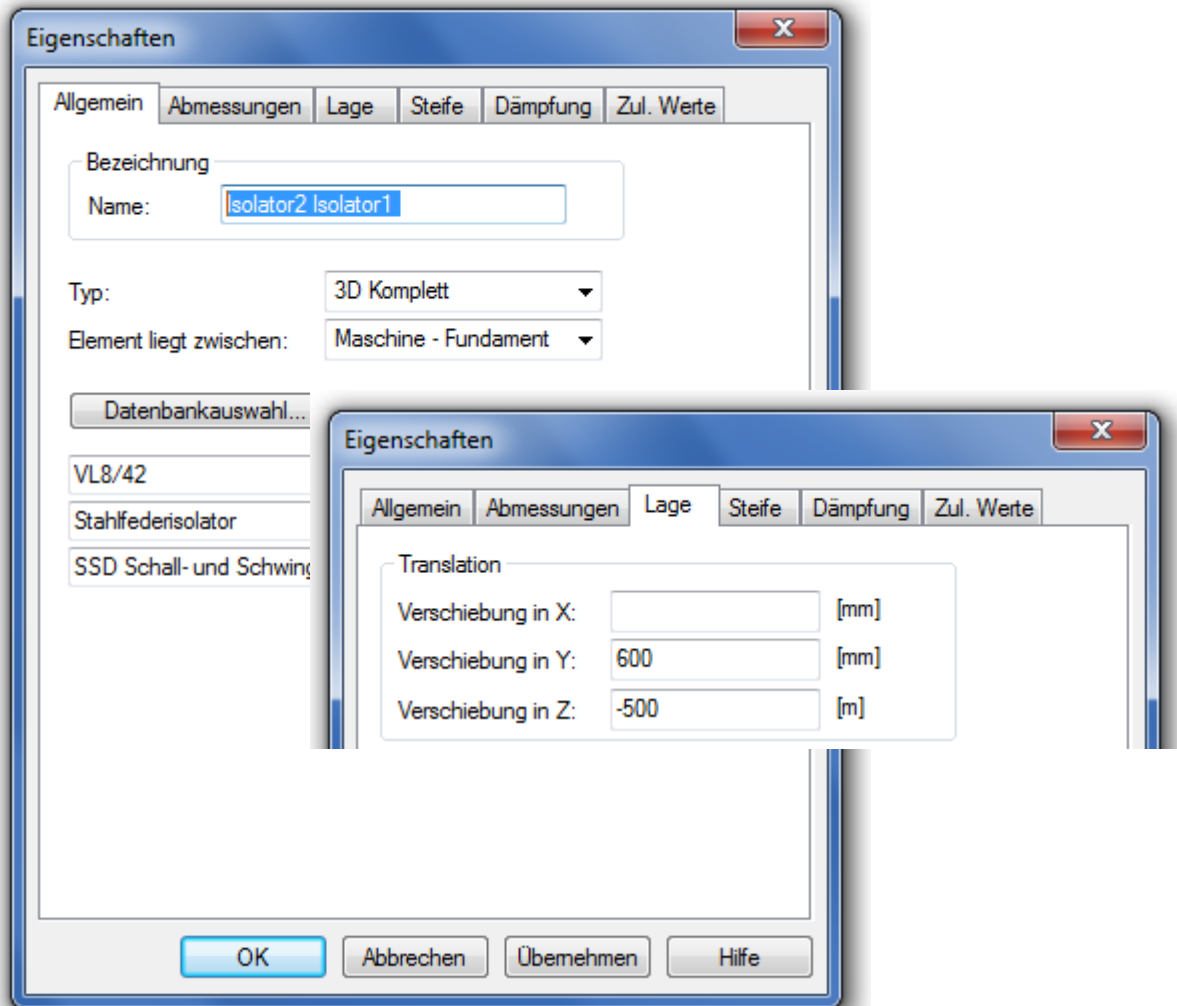 Eigenschaften
Allgemein Abmessungen Lage Steife Dämpfung Zul. Werte
Bezeichnung
Name: Isolator2 Isolator1
Typ: 3D Komplett
Element liegt zwischen: Maschine - Fundament
Datenbankauswahl...
VL8/42
Stahlfederisolator
SSD Schall- und Schwing
Eigenschaften
Allgemein Abmessungen Lage Steife Dämpfung Zul. Werte
Translation
Verschiebung in X: [mm]
Verschiebung in Y: 600 [mm]
Verschiebung in Z: -500 [m]
OK Abbrechen Übernehmen Hilfe